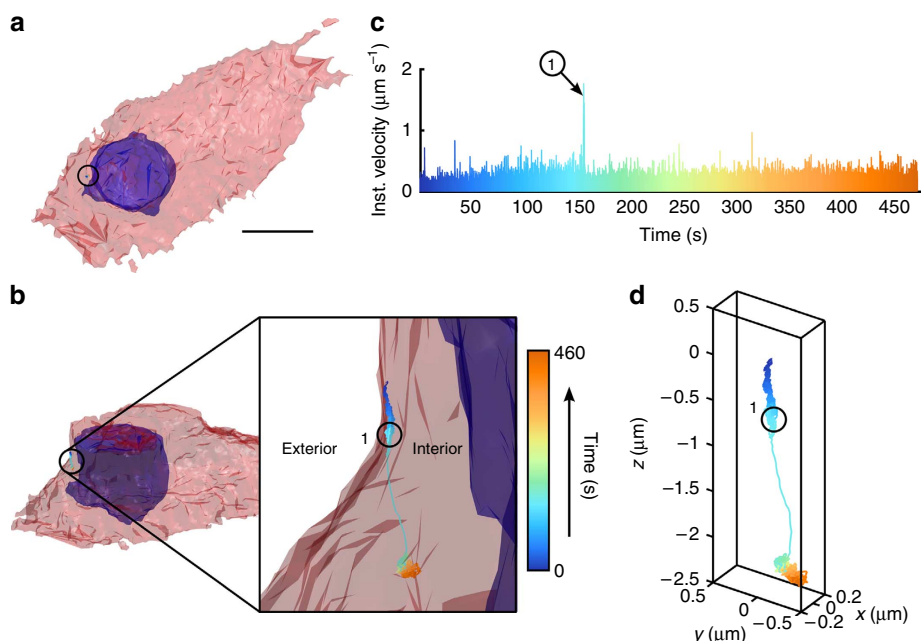 a
b
Exterior
1
Interior
460
Time (s)
0
c
Inst. velocity (μm s⁻¹)
2
1
0
1
50 100 150 200 250 300 350 400 450
Time (s)
d
0.5
0
−0.5
−1
−1.5
−2
−2.5
z (μm)
1
0.5
0
−0.5
y (μm)
0.2
0
−0.2
x (μm)